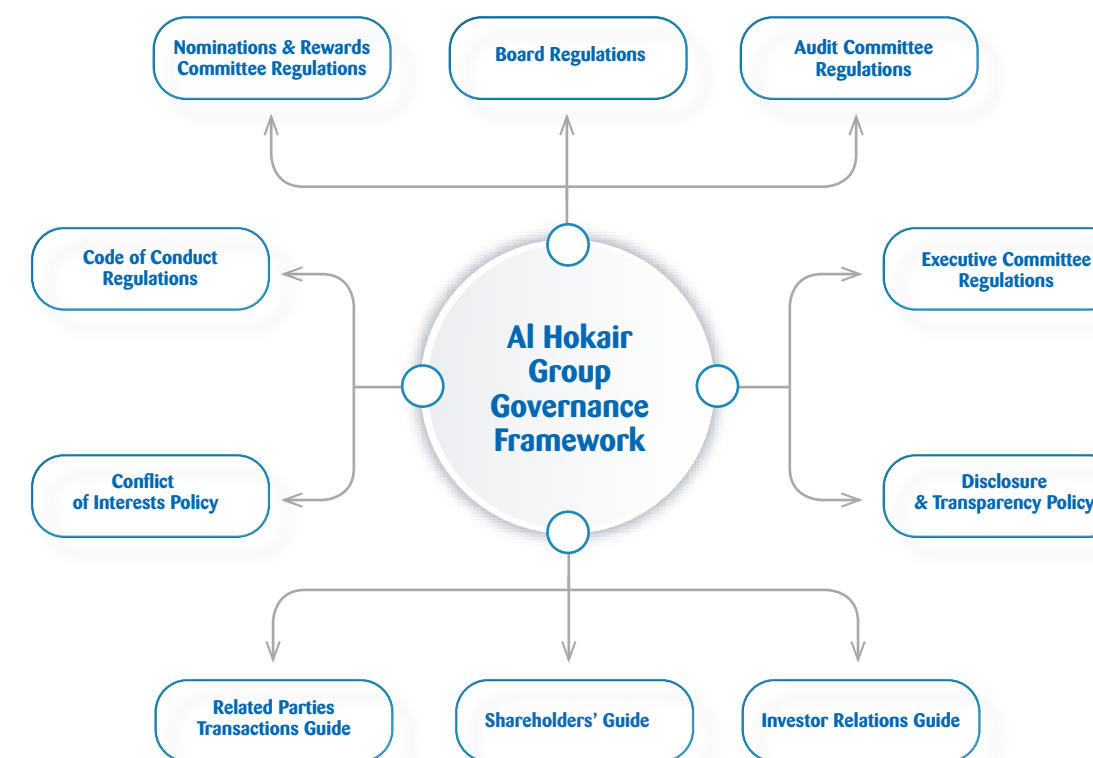 Nominations & Rewards
Committee Regulations
Board Regulations
Audit Committee
Regulations
Code of Conduct
Regulations
Executive Committee
Regulations
Al Hokair
Group
Governance
Framework
Conflict
of Interests Policy
Disclosure
& Transparency Policy
Related Parties
Transactions Guide
Shareholders’ Guide
Investor Relations Guide